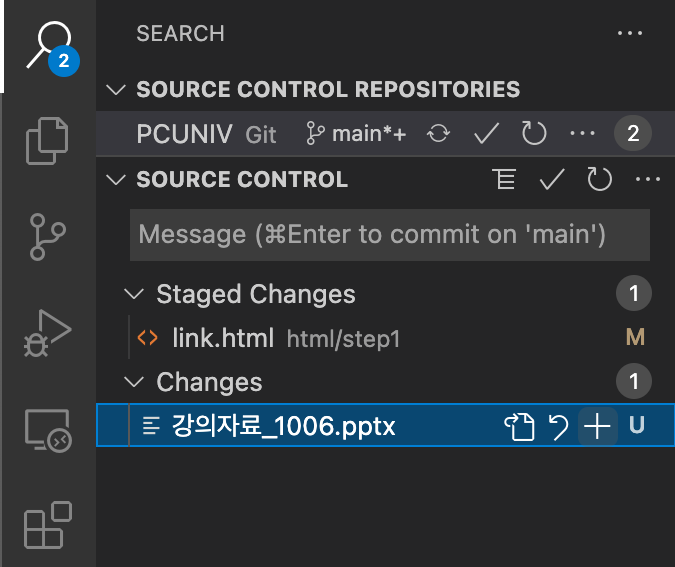 SEARCH
2
SOURCE CONTROL REPOSITORIES
PCUNIV Git main*+ 2
SOURCE CONTROL
Message (⌘Enter to commit on 'main')
Staged Changes 1
link.html html/step1 M
Changes 1
강의자료_1006.pptx U